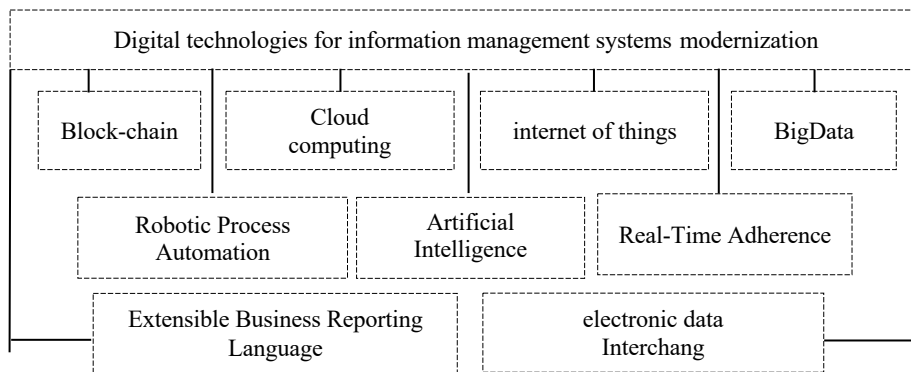 Digital technologies for information management systems modernization
Block-chain
Cloud
computing
internet of things
BigData
Robotic Process
Automation
Artificial
Intelligence
Real-Time Adherence
Extensible Business Reporting
Language
electronic data
Interchang